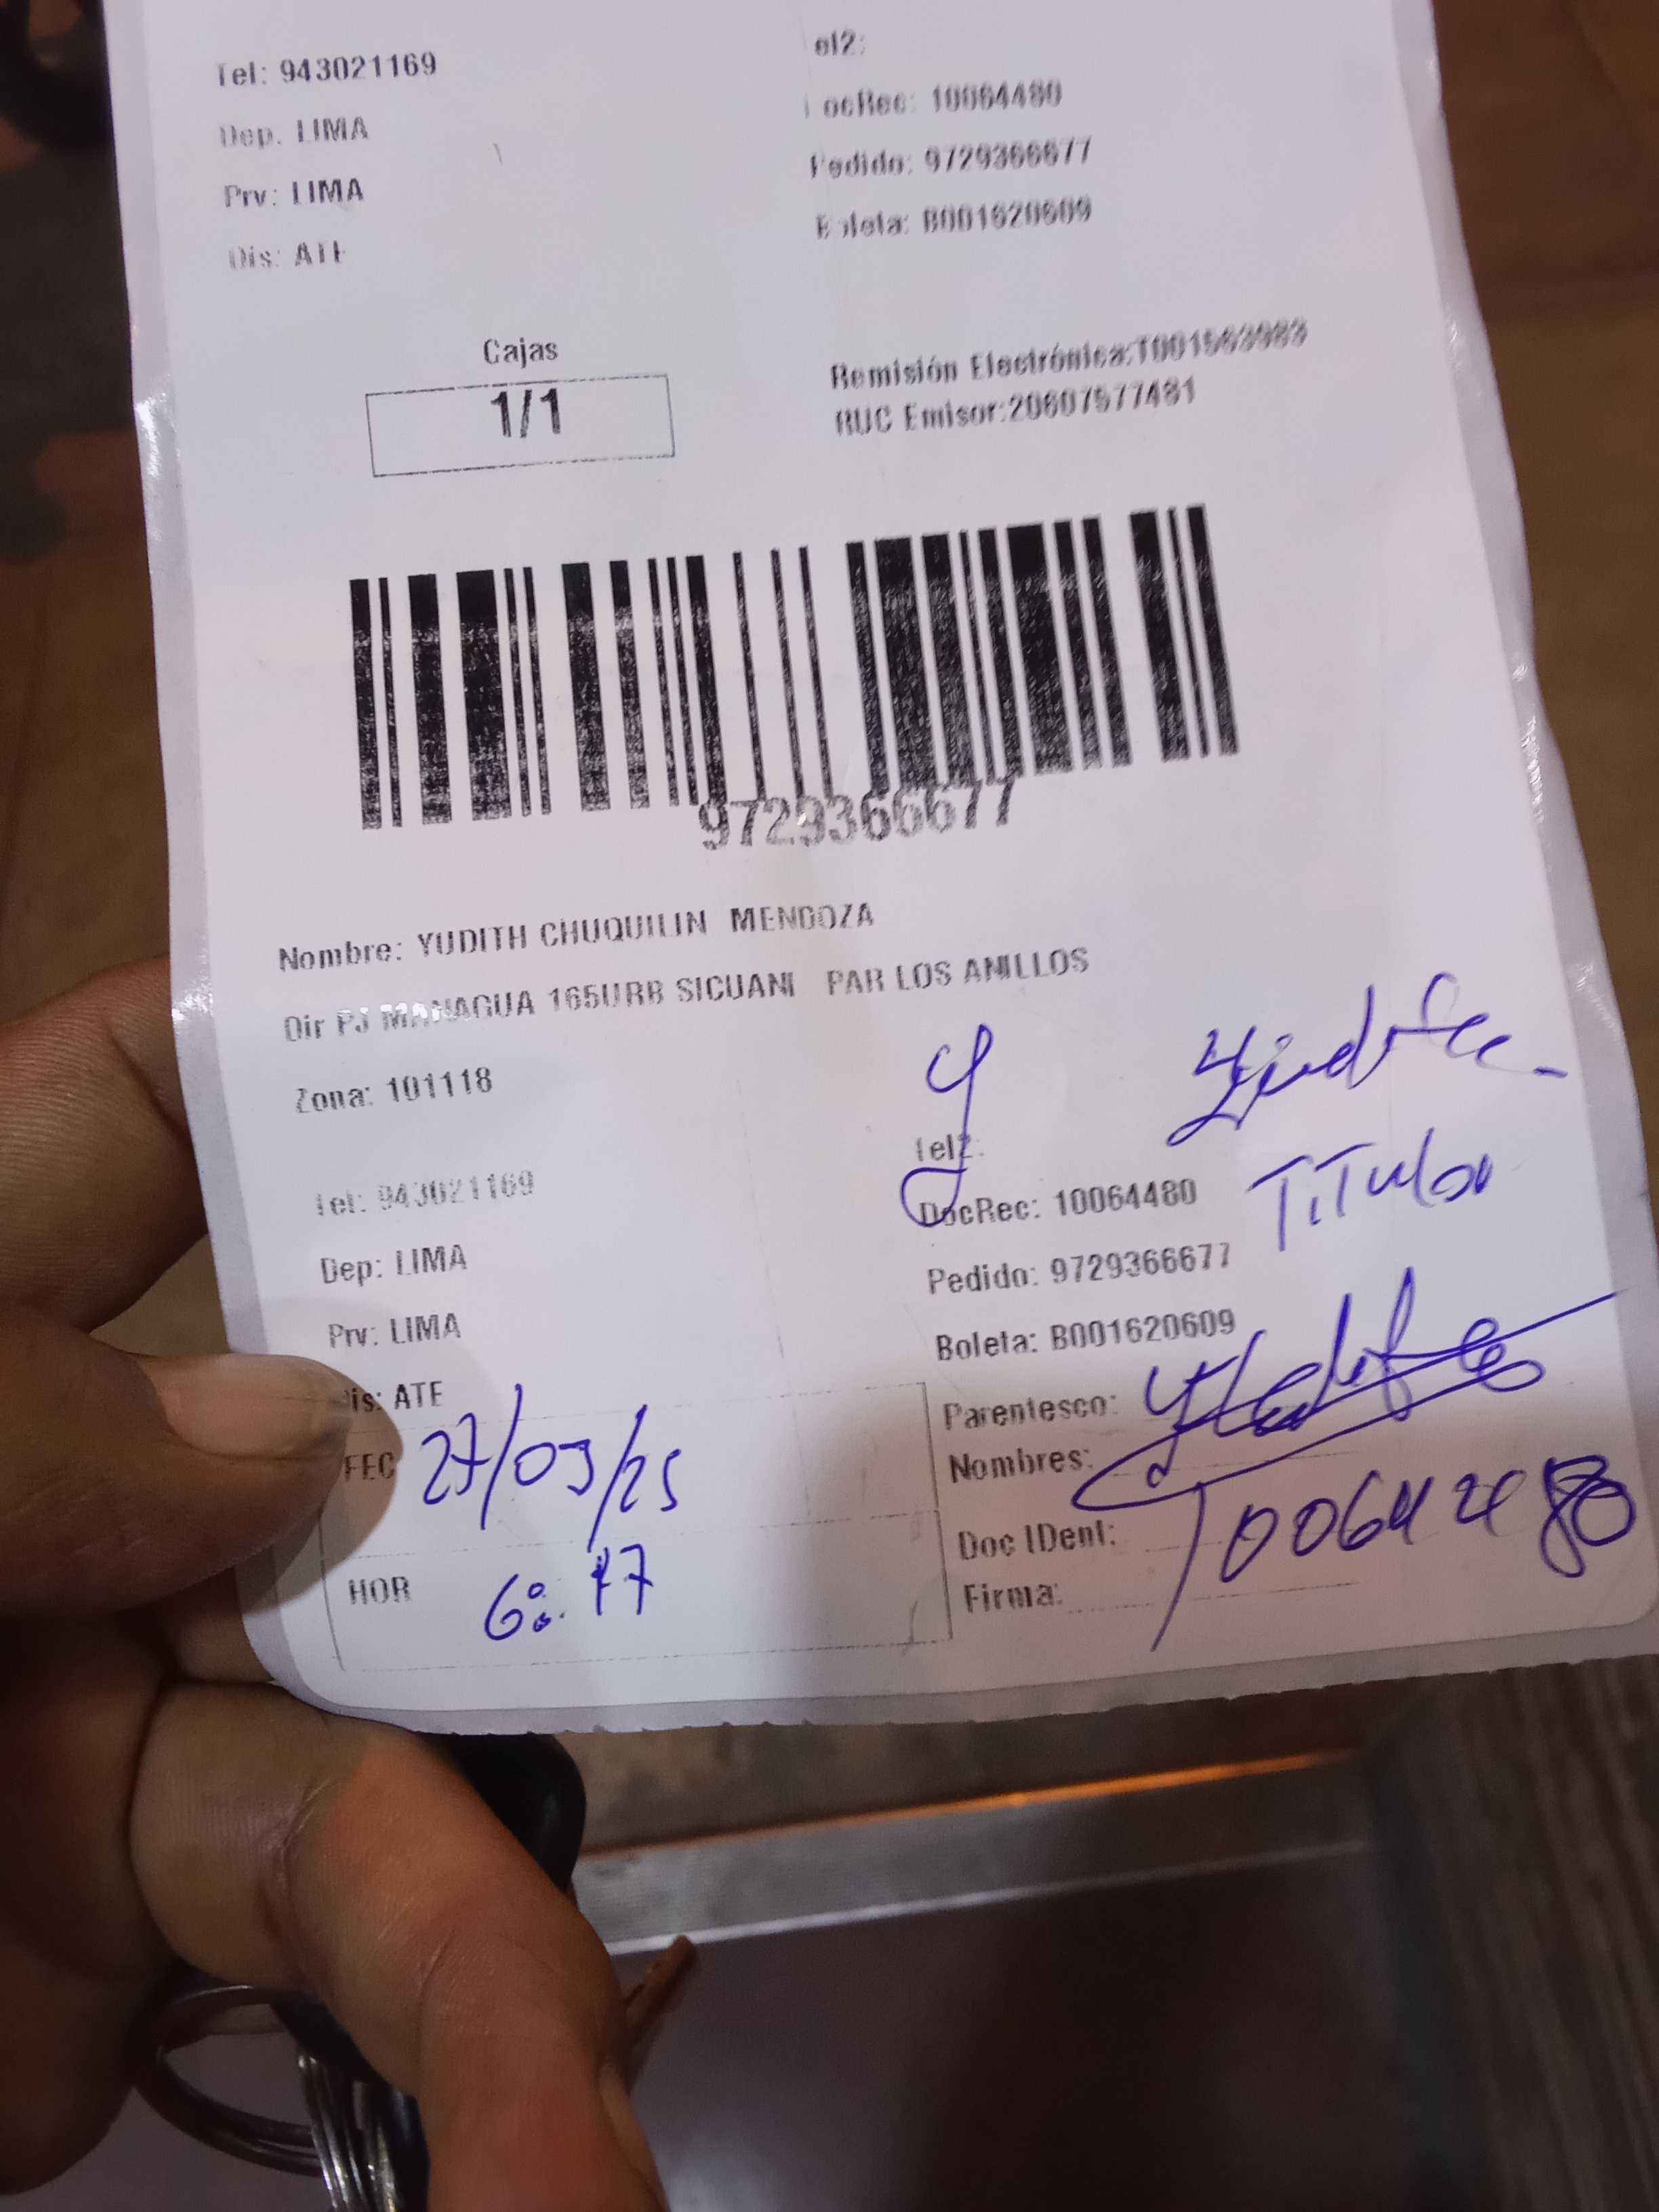 Tel: 943021169
Dep. LIMA
Prv: LIMA
Dis: ATE
el2:
ocRec: 10064480
Pedido: 9729366677
Boleta: B001620609
Cajas
1/1
Remisión Electrónica:T001563983
RUC Emisor:20607577481
9729366677
Nombre: YUDITH CHUQUILIN MENDOZA
Dir PJ MANAGUA 165URB SICUANI PAR LOS ANILLOS
Zona: 101118
Tel: 943021169
Dep: LIMA
Prv: LIMA
is: ATE
FEC 27/03/25
HOR 6:17
Tel2:
DocRec: 10064480
TiTular
Pedido: 9729366677
Boleta: B001620609
Parentesco:
Nombres:
Doc IDent: 10064480
Firma: